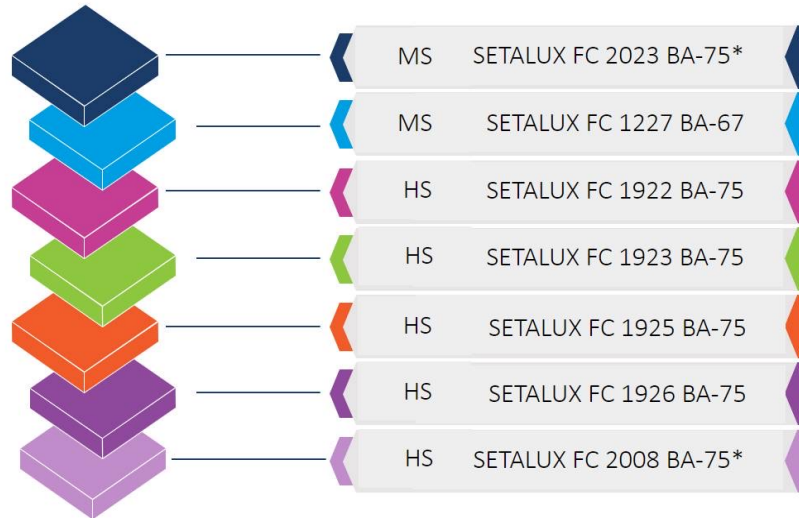 MS SETALUX FC 2023 BA-75*
MS SETALUX FC 1227 BA-67
HS SETALUX FC 1922 BA-75
HS SETALUX FC 1923 BA-75
HS SETALUX FC 1925 BA-75
HS SETALUX FC 1926 BA-75
HS SETALUX FC 2008 BA-75*